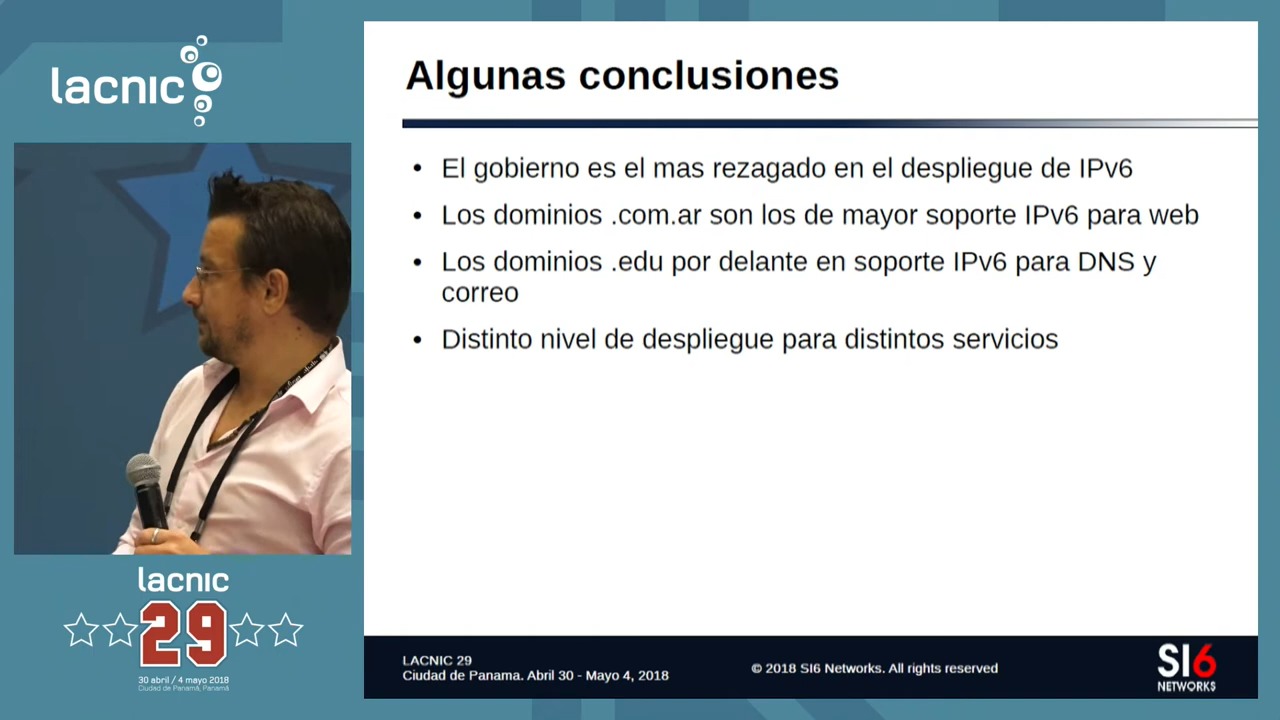 lacnic
Algunas conclusiones
• El gobierno es el mas rezagado en el despliegue de IPv6
• Los dominios .com.ar son los de mayor soporte IPv6 para web
• Los dominios .edu por delante en soporte IPv6 para DNS y
correo
• Distinto nivel de despliegue para distintos servicios
lacnic
29
30 abril / 4 mayo 2018
Ciudad de Panamá, Panamá
LACNIC 29
Ciudad de Panama. Abril 30 - Mayo 4, 2018
© 2018 SI6 Networks. All rights reserved
SI6
NETWORKS